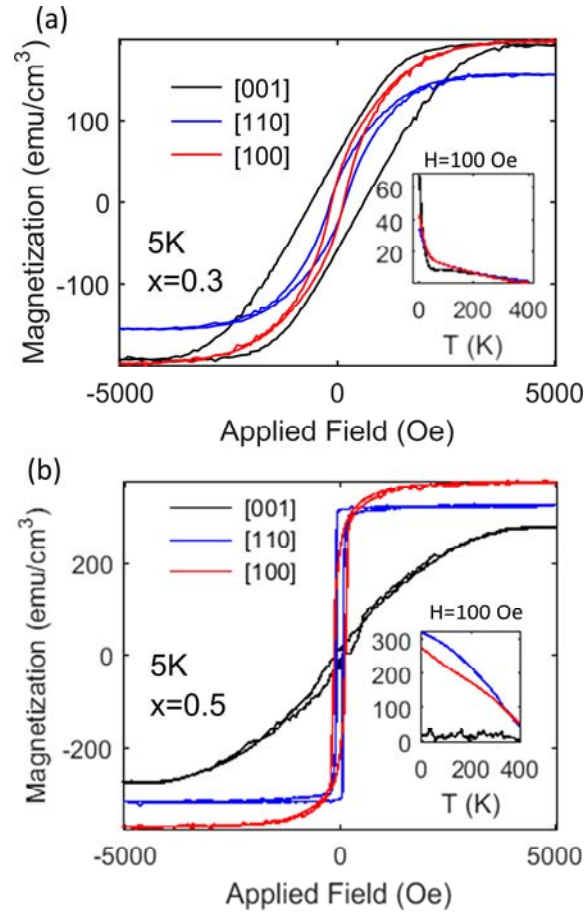 (a)
Magnetization (emu/cm³)
100
0
-100
[001]
[110]
[100]
5K
x=0.3
H=100 Oe
60
40
20
0
200
400
T (K)
-5000
0
5000
Applied Field (Oe)
(b)
Magnetization (emu/cm³)
200
0
-200
[001]
[110]
[100]
5K
x=0.5
H=100 Oe
300
200
100
0
0
200
400
T (K)
-5000
0
5000
Applied Field (Oe)